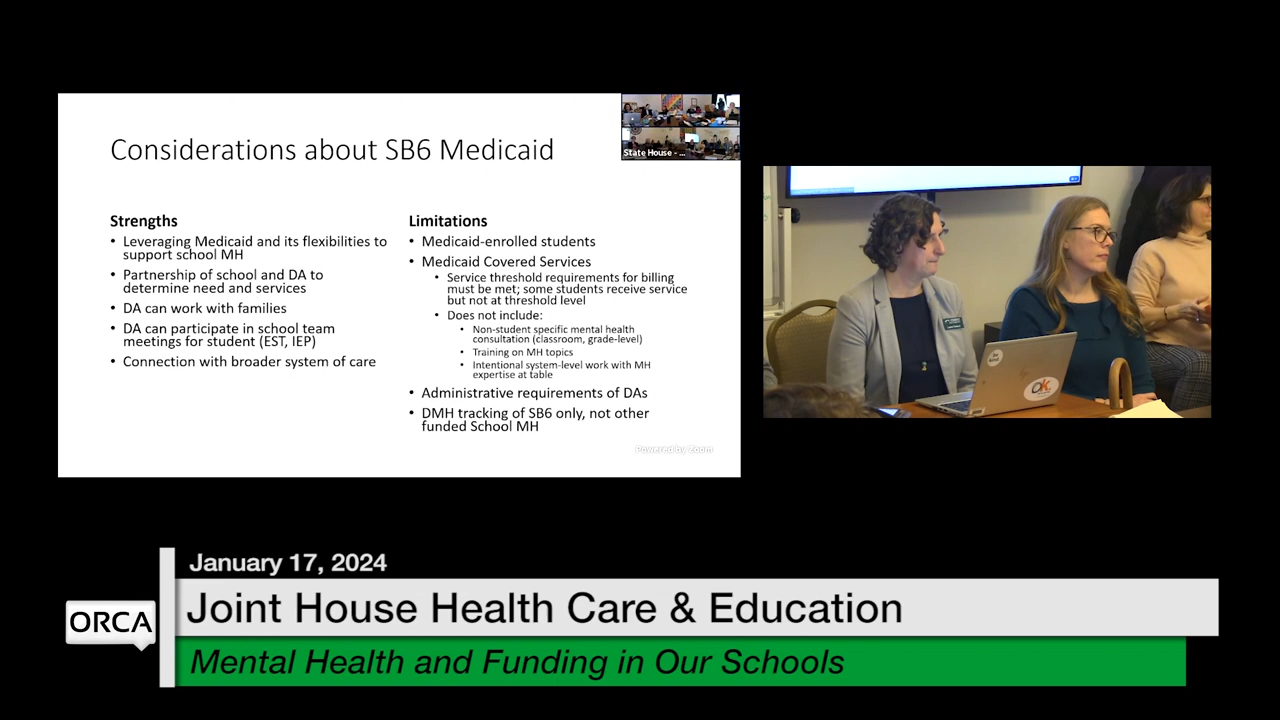 Considerations about SB6 Medicaid
State House - ...
Strengths
• Leveraging Medicaid and its flexibilities to
support school MH
• Partnership of school and DA to
determine need and services
• DA can work with families
• DA can participate in school team
meetings for student (EST, IEP)
• Connection with broader system of care
Limitations
• Medicaid-enrolled students
• Medicaid Covered Services
• Service threshold requirements for billing
must be met; some students receive service
but not at threshold level
• Does not include:
• Non-student specific mental health
consultation (classroom, grade-level)
• Training on MH topics
• Intentional system-level work with MH
expertise at table
• Administrative requirements of DAs
• DMH tracking of SB6 only, not other
funded School MH
Powered by Zoom
be
kind
OK
January 17, 2024
ORCA
Joint House Health Care & Education
Mental Health and Funding in Our Schools